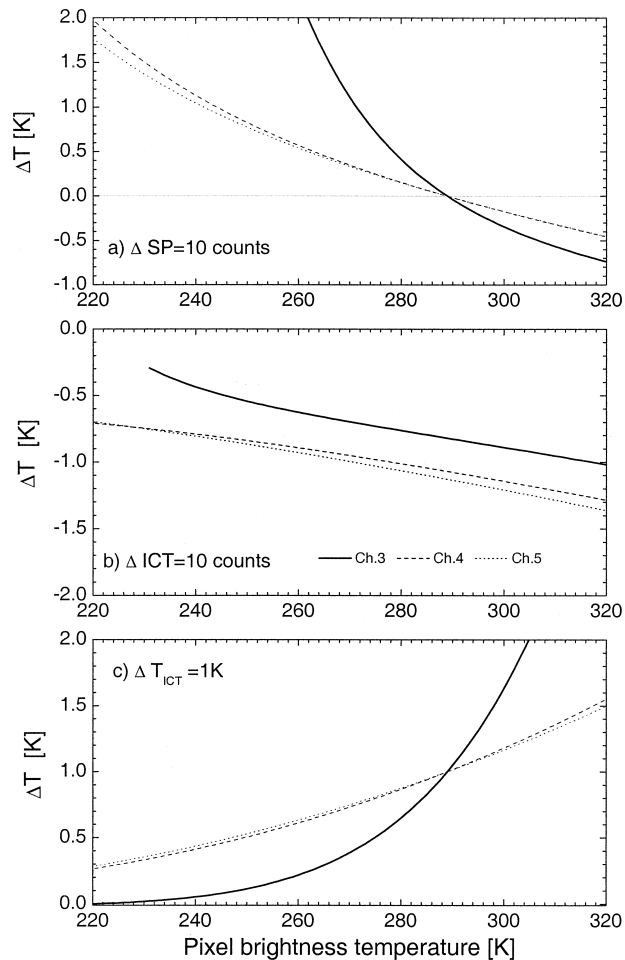 2.0
1.5
1.0
0.5
0.0
-0.5
-1.0
ΔT [K]
a) Δ SP=10 counts
220 240 260 280 300 320
0.0
-0.5
-1.0
-1.5
-2.0
ΔT [K]
b) Δ ICT=10 counts
Ch.3 Ch.4 Ch.5
220 240 260 280 300 320
2.0
1.5
1.0
0.5
0.0
ΔT [K]
c) Δ T_ICT =1K
220 240 260 280 300 320
Pixel brightness temperature [K]